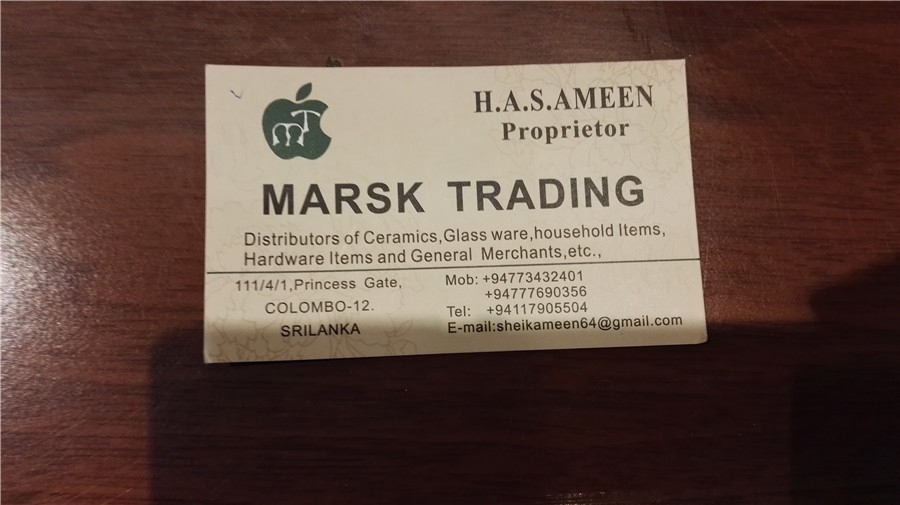 mT
H.A.S.AMEEN
Proprietor
MARSK TRADING
Distributors of Ceramics,Glass ware,household Items,
Hardware Items and General Merchants,etc.,
111/4/1,Princess Gate,
COLOMBO-12.
SRILANKA
Mob: +94773432401
+94777690356
Tel: +94117905504
E-mail:sheikameen64@gmail.com